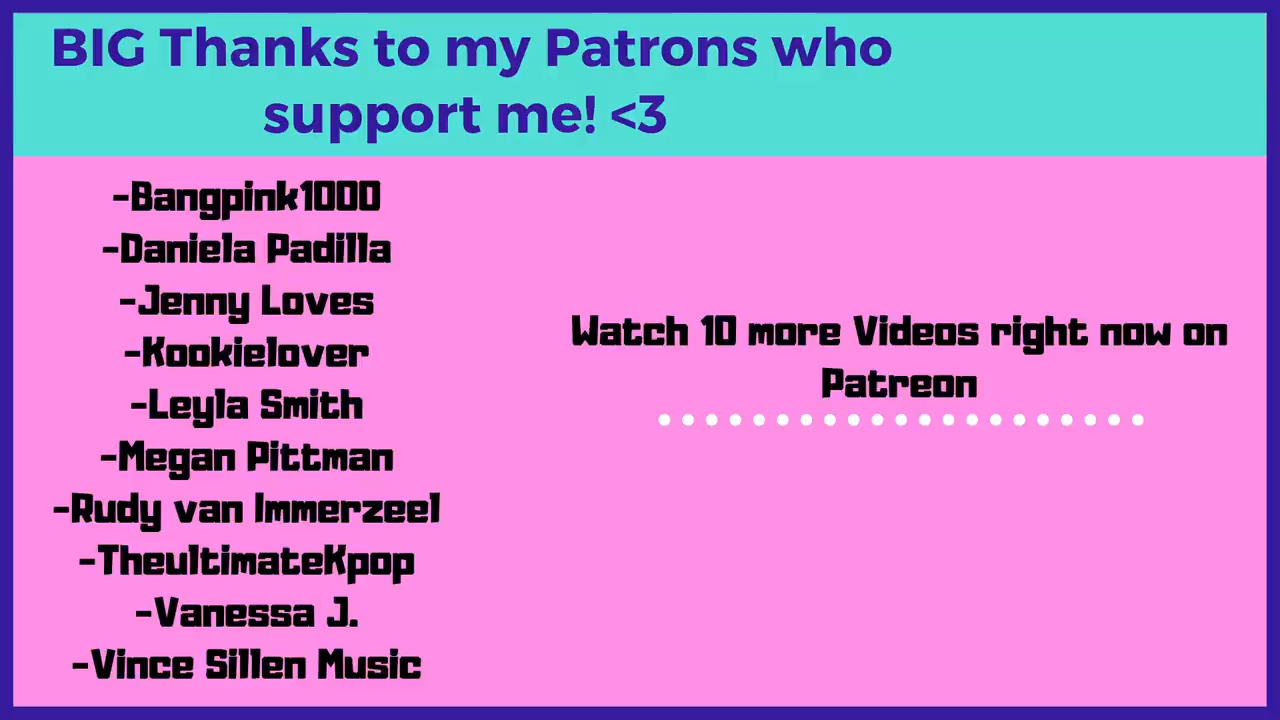 BIG Thanks to my Patrons who
support me! <3
-Bangpink1000
-Daniela Padilla
-Jenny Loves
-Kookielover
-Leyla Smith
-Megan Pittman
-Rudy van Immerzeel
-TheultimateKpop
-Vanessa J.
-Vince Sillen Music
Watch 10 more Videos right now on
Patreon